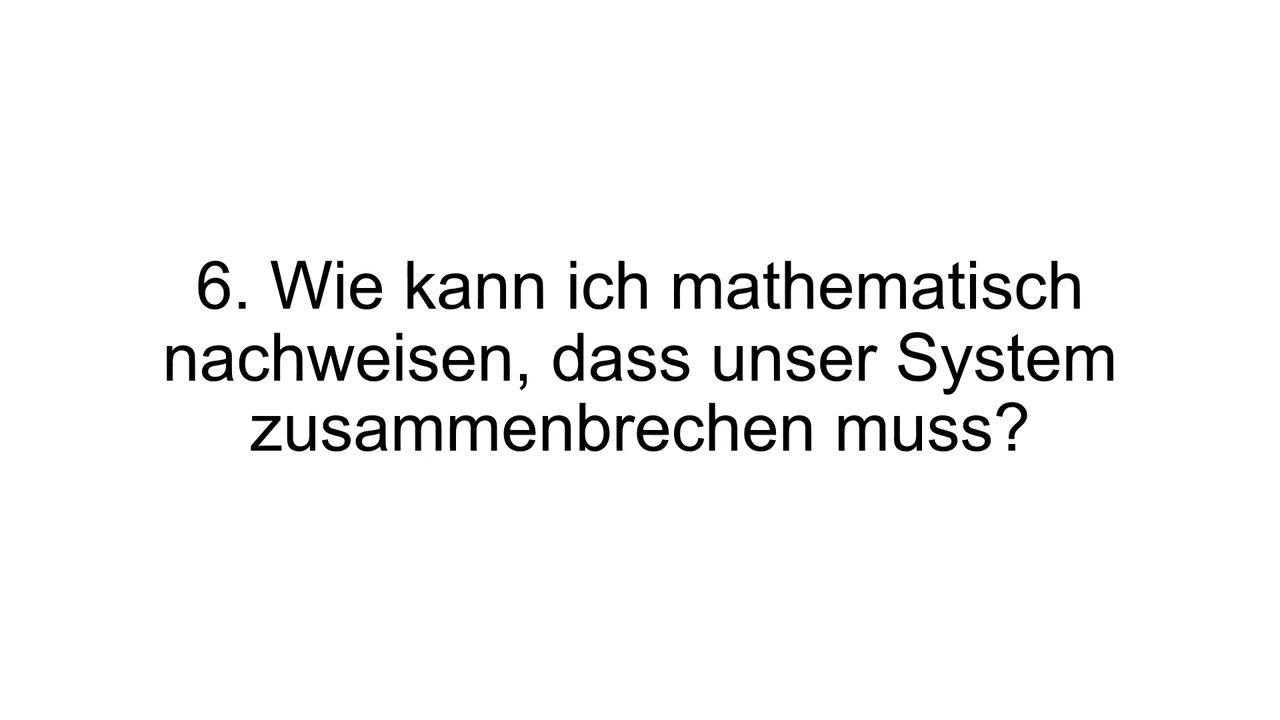 6. Wie kann ich mathematisch
nachweisen, dass unser System
zusammenbrechen muss?